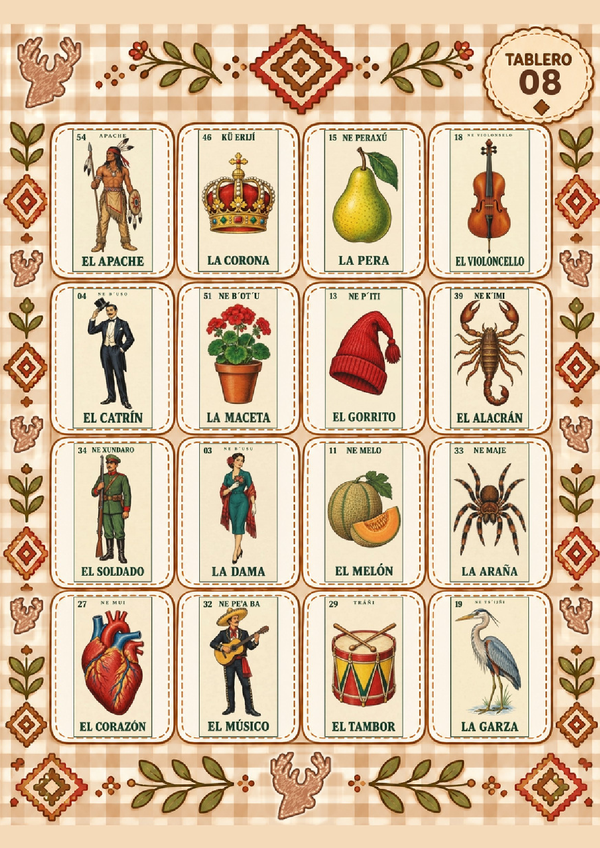 TABLERO
08
54 APACHE
EL APACHE
46 KÜ ERIJÍ
LA CORONA
15 NE PERAXÚ
LA PERA
18 NE VIOLONSELO
EL VIOLONCELLO
04
EL CATRÍN
51 NE B'OT'U
LA MACETA
13 NE P'ITI
EL GORRITO
39 NE K'IMI
EL ALACRÁN
34 NE XUNDARO
EL SOLDADO
03
LA DAMA
11 NE MELO
EL MELÓN
33 NE MAJE
LA ARAÑA
27 NE MUI
EL CORAZÓN
32 NE PE'A BA
EL MÚSICO
29
EL TAMBOR
19
LA GARZA